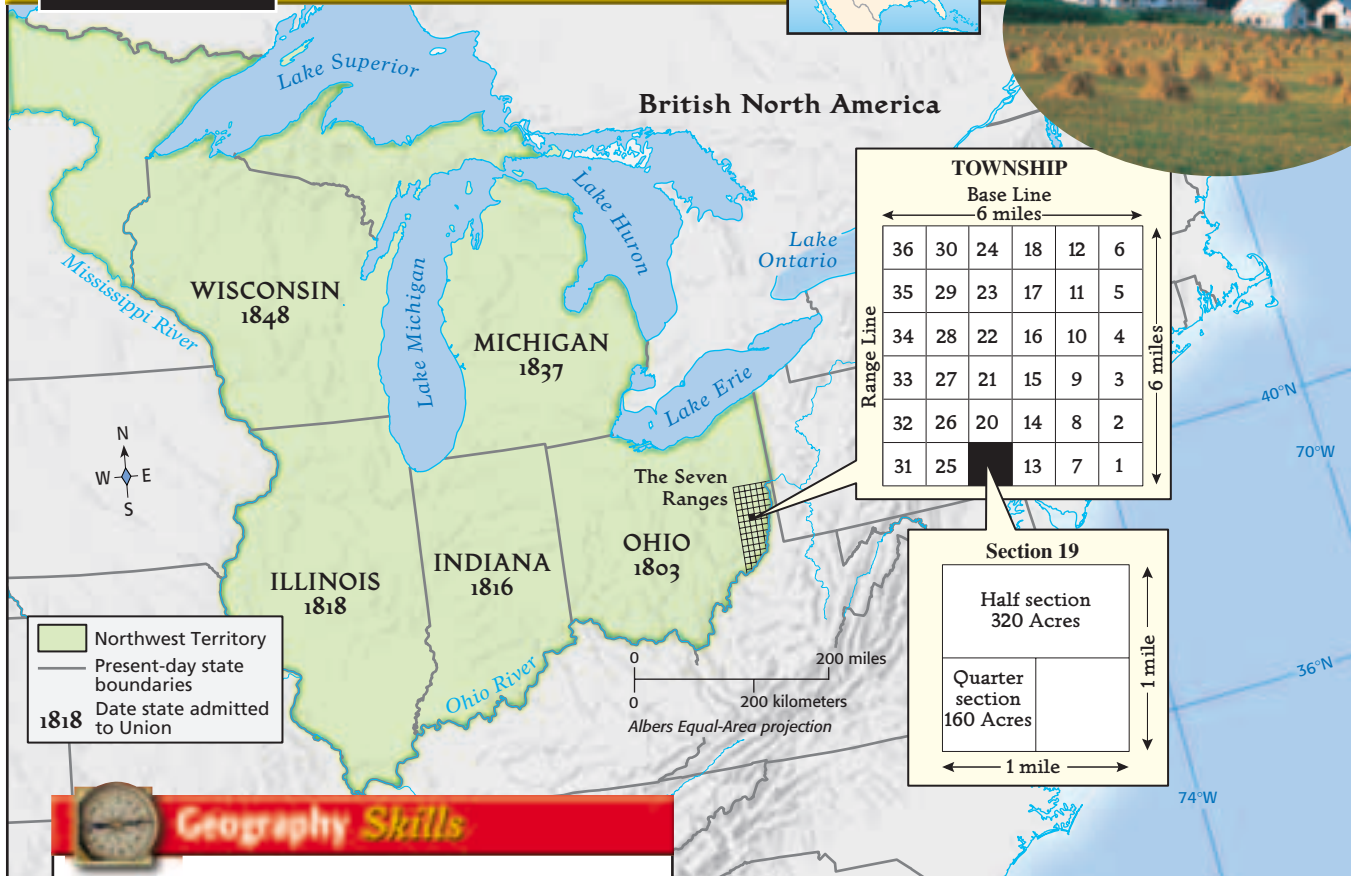 Lake Superior
British North America
Lake Huron
Lake Michigan
Lake
Ontario
Mississippi River
WISCONSIN
1848
MICHIGAN
1837
Lake Erie
The Seven
Ranges
ILLINOIS
1818
INDIANA
1816
OHIO
1803
Ohio River
N
W
E
S
TOWNSHIP
Base Line
6 miles
36 30 24 18 12 6
35 29 23 17 11 5
34 28 22 16 10 4
33 27 21 15 9 3
32 26 20 14 8 2
31 25 13 7 1
Range Line
6 miles
Section 19
Half section
320 Acres
Quarter
section
160 Acres
1 mile
1 mile
40°N
70°W
36°N
74°W
Northwest Territory
Present-day state
boundaries
1818 Date state admitted
to Union
0 200 miles
0 200 kilometers
Albers Equal-Area projection
Geography Skills